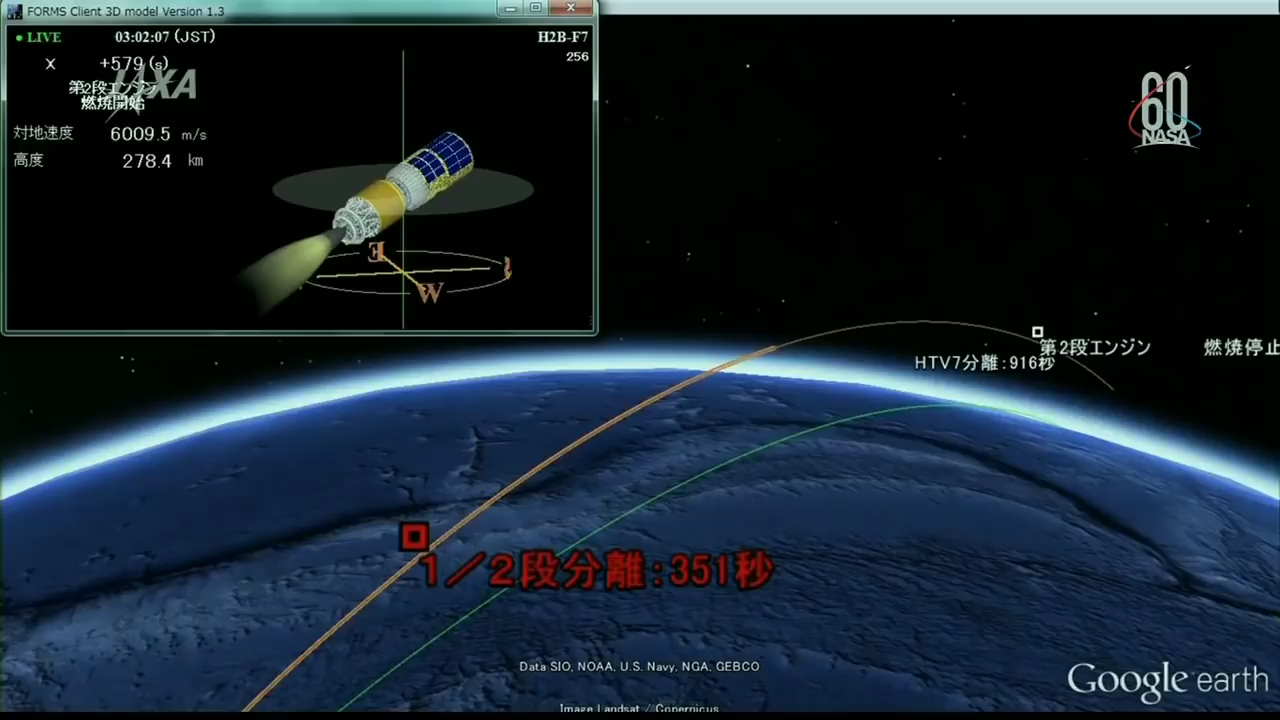 FORMS Client 3D model Version 1.3
LIVE 03:02:07 (JST) H2B-F7
256
X +579 (s)
JAXA
第2段エンジン
燃焼開始
対地速度 6009.5 m/s
高度 278.4 km
E
S
W
60
NASA
第2段エンジン 燃焼停止
HTV7分離:916秒
1/2段分離:351秒
Data SIO, NOAA, U.S. Navy, NGA, GEBCO
Google earth
Image Landsat / Copernicus